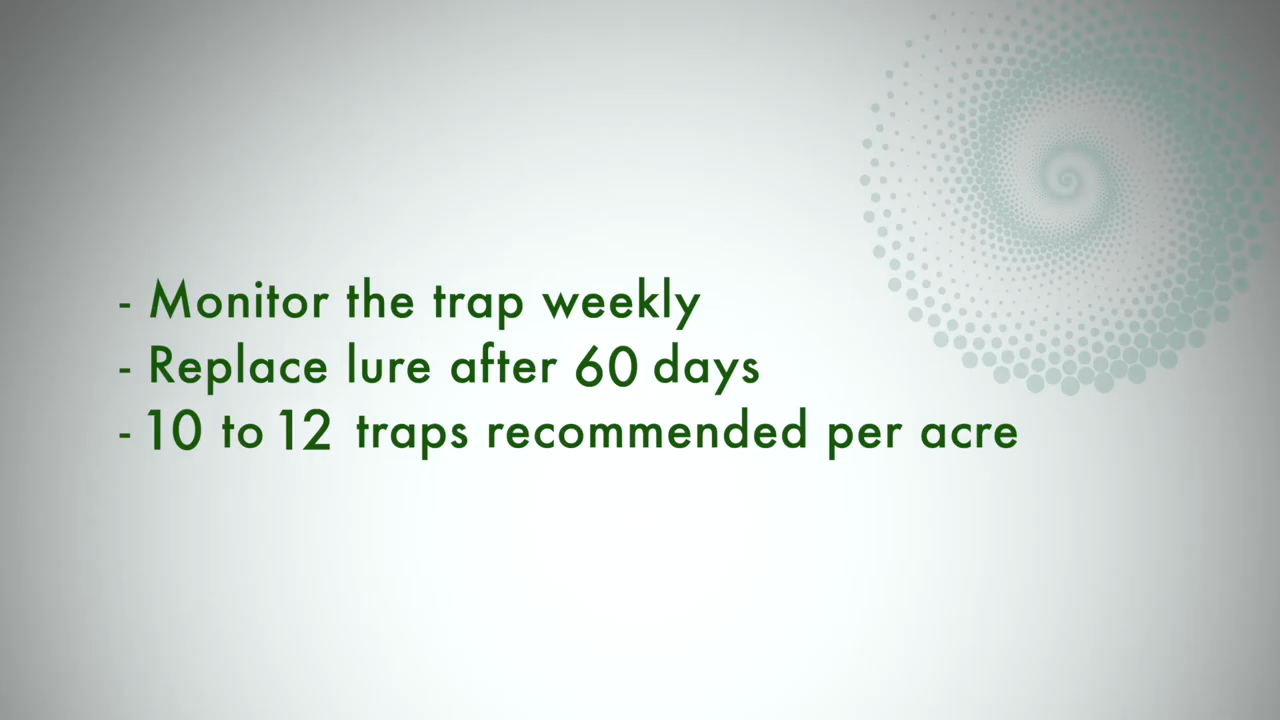 - Monitor the trap weekly
- Replace lure after 60 days
- 10 to 12 traps recommended per acre